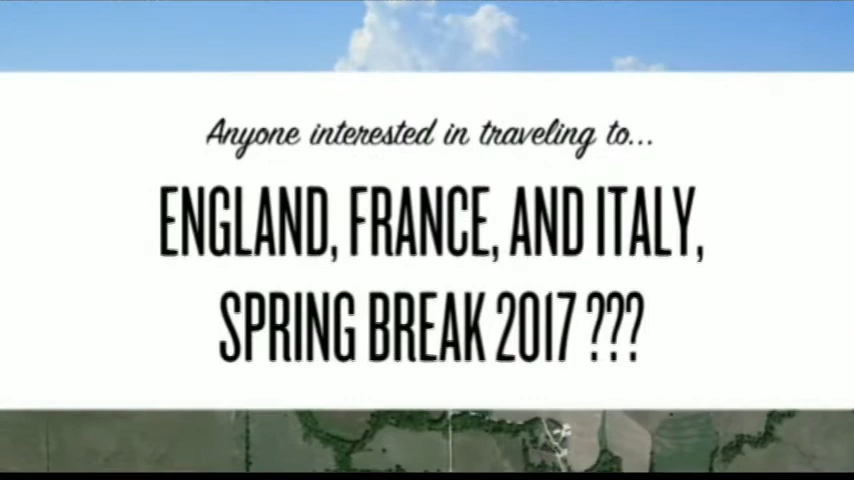 Anyone interested in traveling to...
ENGLAND, FRANCE, AND ITALY,
SPRING BREAK 2017 ???